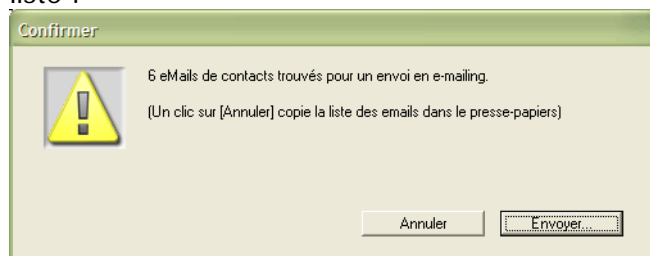 Confirmer
6 eMails de contacts trouvés pour un envoi en e-mailing.
(Un clic sur [Annuler] copie la liste des emails dans le presse-papiers)
Annuler Envoyer...